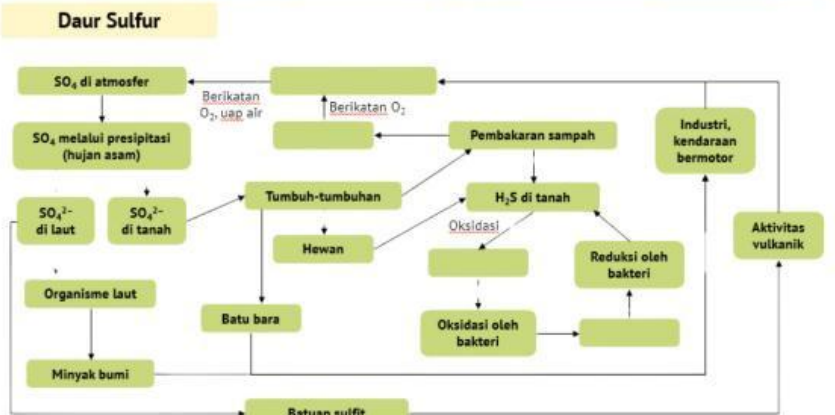 Daur Sulfur
SO₄ di atmosfer
Berikatan
O₂, uap air
Berikatan O₂
SO₄ melalui presipitasi
(hujan asam)
Pembakaran sampah
Industri,
kendaraan
bermotor
SO₄²⁻
di laut
SO₄²⁻
di tanah
Tumbuh-tumbuhan
H₂S di tanah
Oksidasi
Hewan
Reduksi oleh
bakteri
Aktivitas
vulkanik
Organisme laut
Batu bara
Oksidasi oleh
bakteri
Minyak bumi
Batuan sulfit